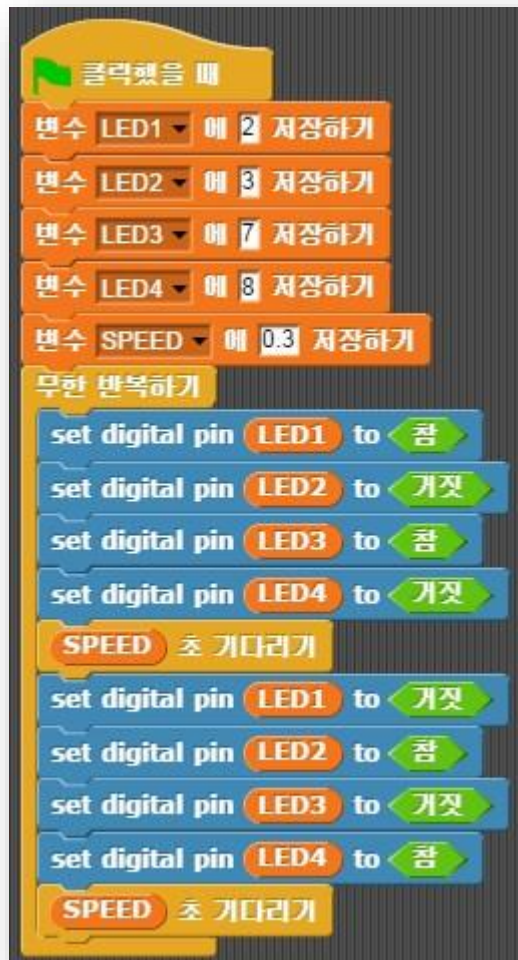 클릭했을 때
변수 LED1 에 2 저장하기
변수 LED2 에 3 저장하기
변수 LED3 에 7 저장하기
변수 LED4 에 8 저장하기
변수 SPEED 에 0.3 저장하기
무한 반복하기
set digital pin LED1 to 참
set digital pin LED2 to 거짓
set digital pin LED3 to 참
set digital pin LED4 to 거짓
SPEED 초 기다리기
set digital pin LED1 to 거짓
set digital pin LED2 to 참
set digital pin LED3 to 거짓
set digital pin LED4 to 참
SPEED 초 기다리기